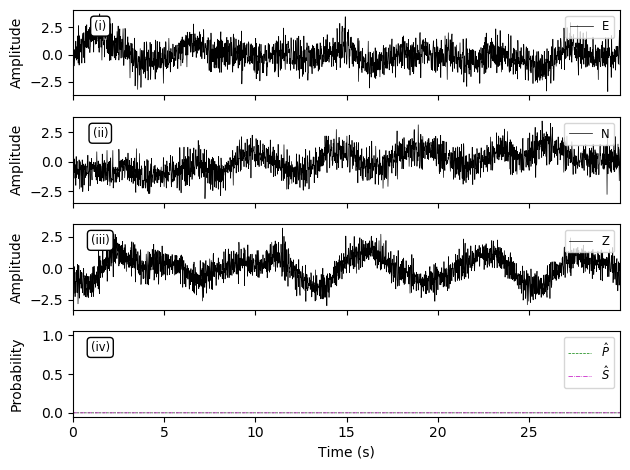 (i)
E
Amplitude
2.5
0.0
−2.5
(ii)
N
Amplitude
2.5
0.0
−2.5
(iii)
Z
Amplitude
2.5
0.0
−2.5
(iv)
P̂
Ŝ
Probability
1.0
0.5
0.0
0 5 10 15 20 25
Time (s)